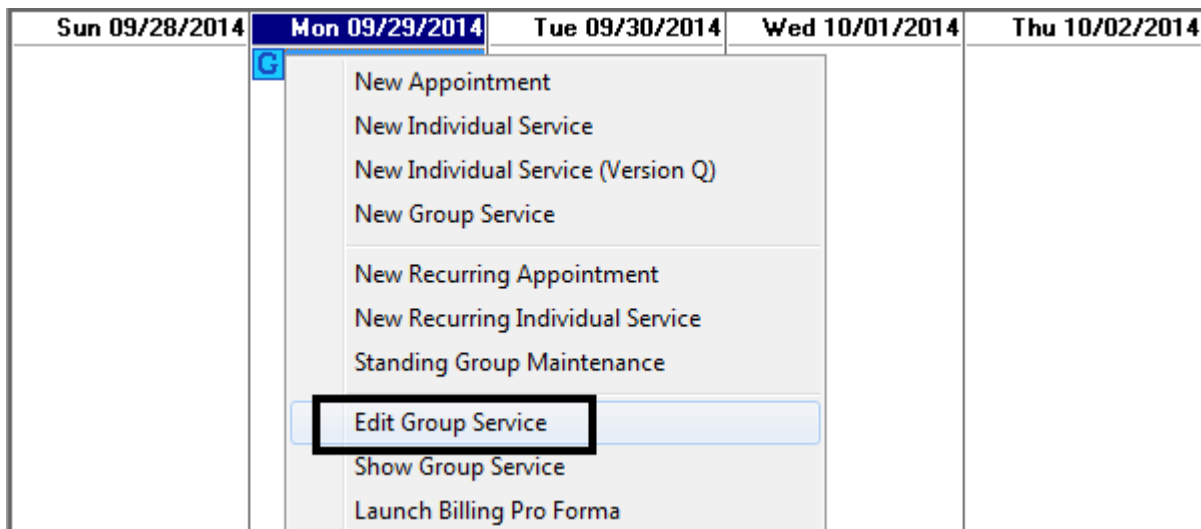 Sun 09/28/2014 Mon 09/29/2014 Tue 09/30/2014 Wed 10/01/2014 Thu 10/02/2014
G
New Appointment
New Individual Service
New Individual Service (Version Q)
New Group Service
New Recurring Appointment
New Recurring Individual Service
Standing Group Maintenance
Edit Group Service
Show Group Service
Launch Billing Pro Forma